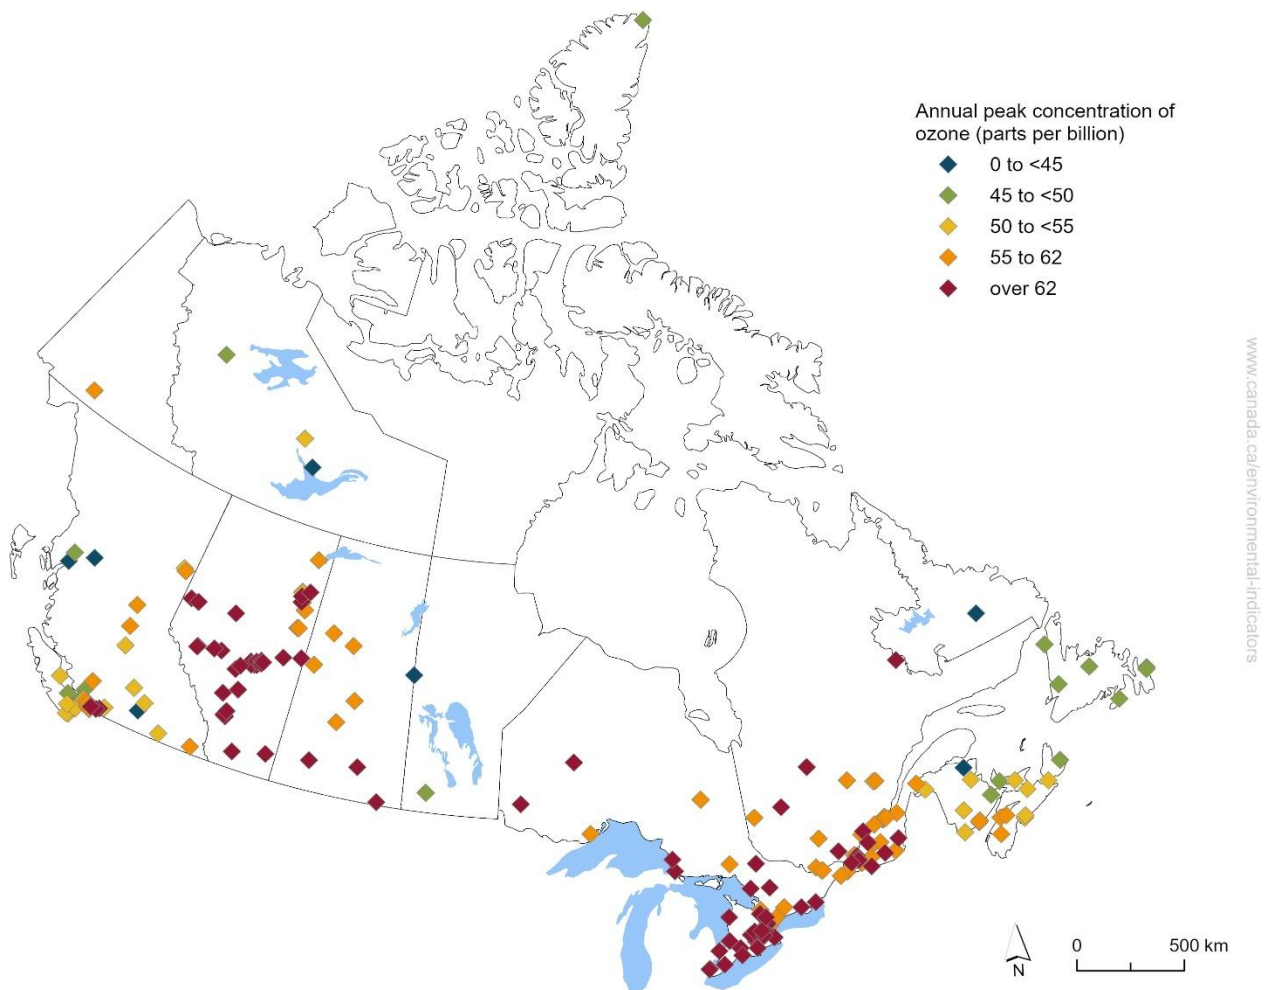 Annual peak concentration of
ozone (parts per billion)
0 to <45
45 to <50
50 to <55
55 to 62
over 62
www.canada.ca/environmental-indicators
N
0 500 km